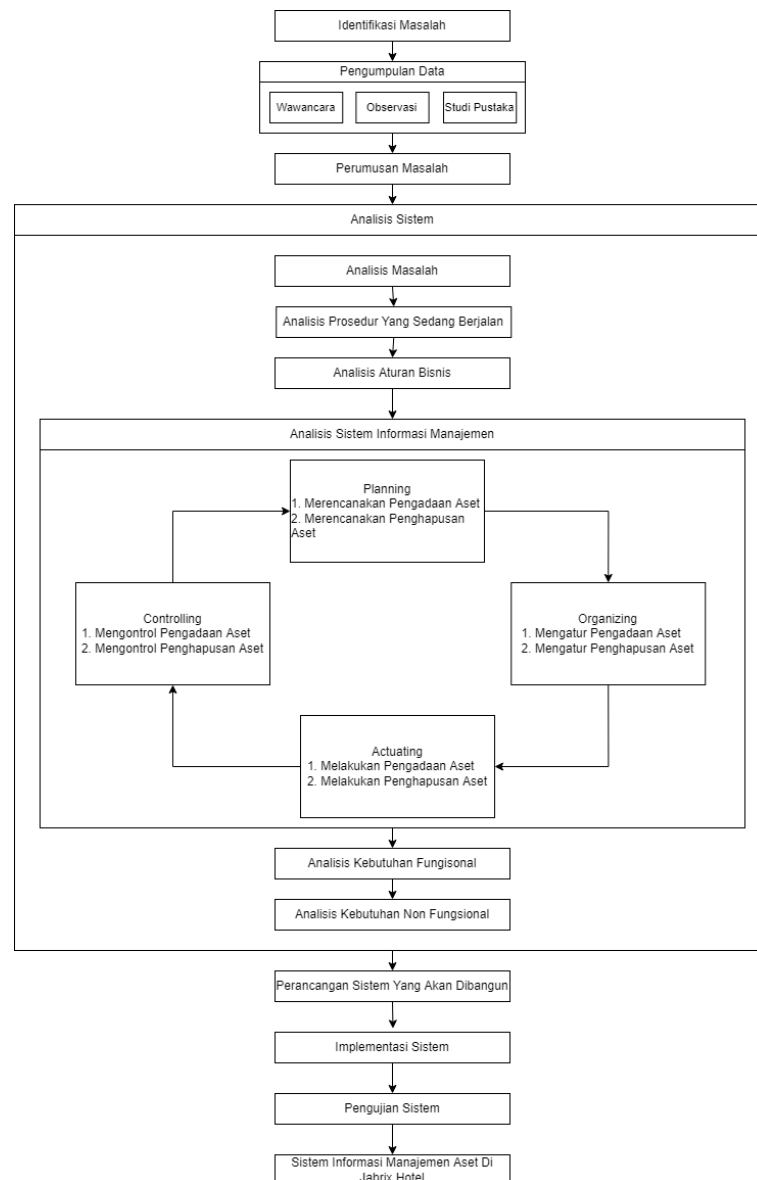 Identifikasi Masalah
Pengumpulan Data
Wawancara
Observasi
Studi Pustaka
Perumusan Masalah
Analisis Sistem
Analisis Masalah
Analisis Prosedur Yang Sedang Berjalan
Analisis Aturan Bisnis
Analisis Sistem Informasi Manajemen
Planning
1. Merencanakan Pengadaan Aset
2. Merencanakan Penghapusan
Aset
Controlling
1. Mengontrol Pengadaan Aset
2. Mengontrol Penghapusan Aset
Organizing
1. Mengatur Pengadaan Aset
2. Mengatur Penghapusan Aset
Actuating
1. Melakukan Pengadaan Aset
2. Melakukan Penghapusan Aset
Analisis Kebutuhan Fungisonal
Analisis Kebutuhan Non Fungsional
Perancangan Sistem Yang Akan Dibangun
Implementasi Sistem
Pengujian Sistem
Sistem Informasi Manajemen Aset Di
Jabrix Hotel